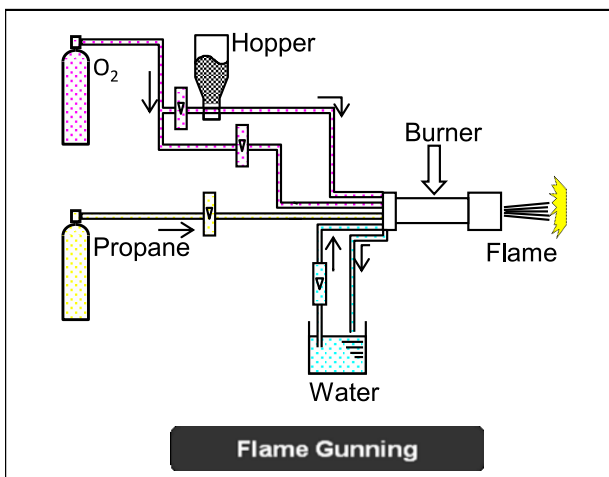 Hopper
O₂
Burner
Propane
Flame
Water
Flame Gunning